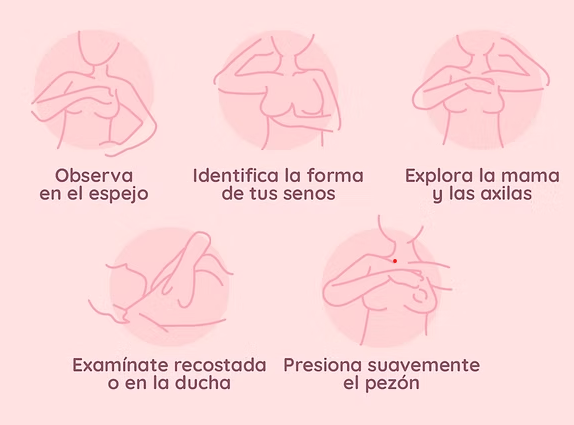 Observa
en el espejo
Identifica la forma
de tus senos
Explora la mama
y las axilas
Examínate recostada
o en la ducha
Presiona suavemente
el pezón